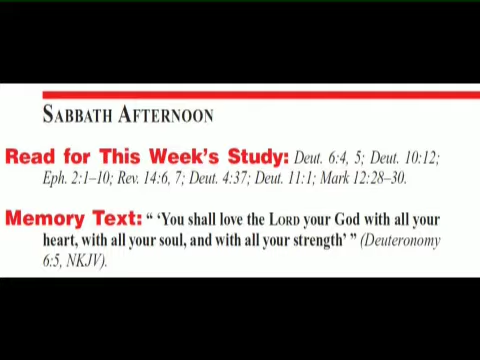 SABBATH AFTERNOON
Read for This Week's Study: Deut. 6:4, 5; Deut. 10:12;
Eph. 2:1–10; Rev. 14:6, 7; Deut. 4:37; Deut. 11:1; Mark 12:28–30.
Memory Text: “ ‘You shall love the LORD your God with all your
heart, with all your soul, and with all your strength’ ” (Deuteronomy
6:5, NKJV).